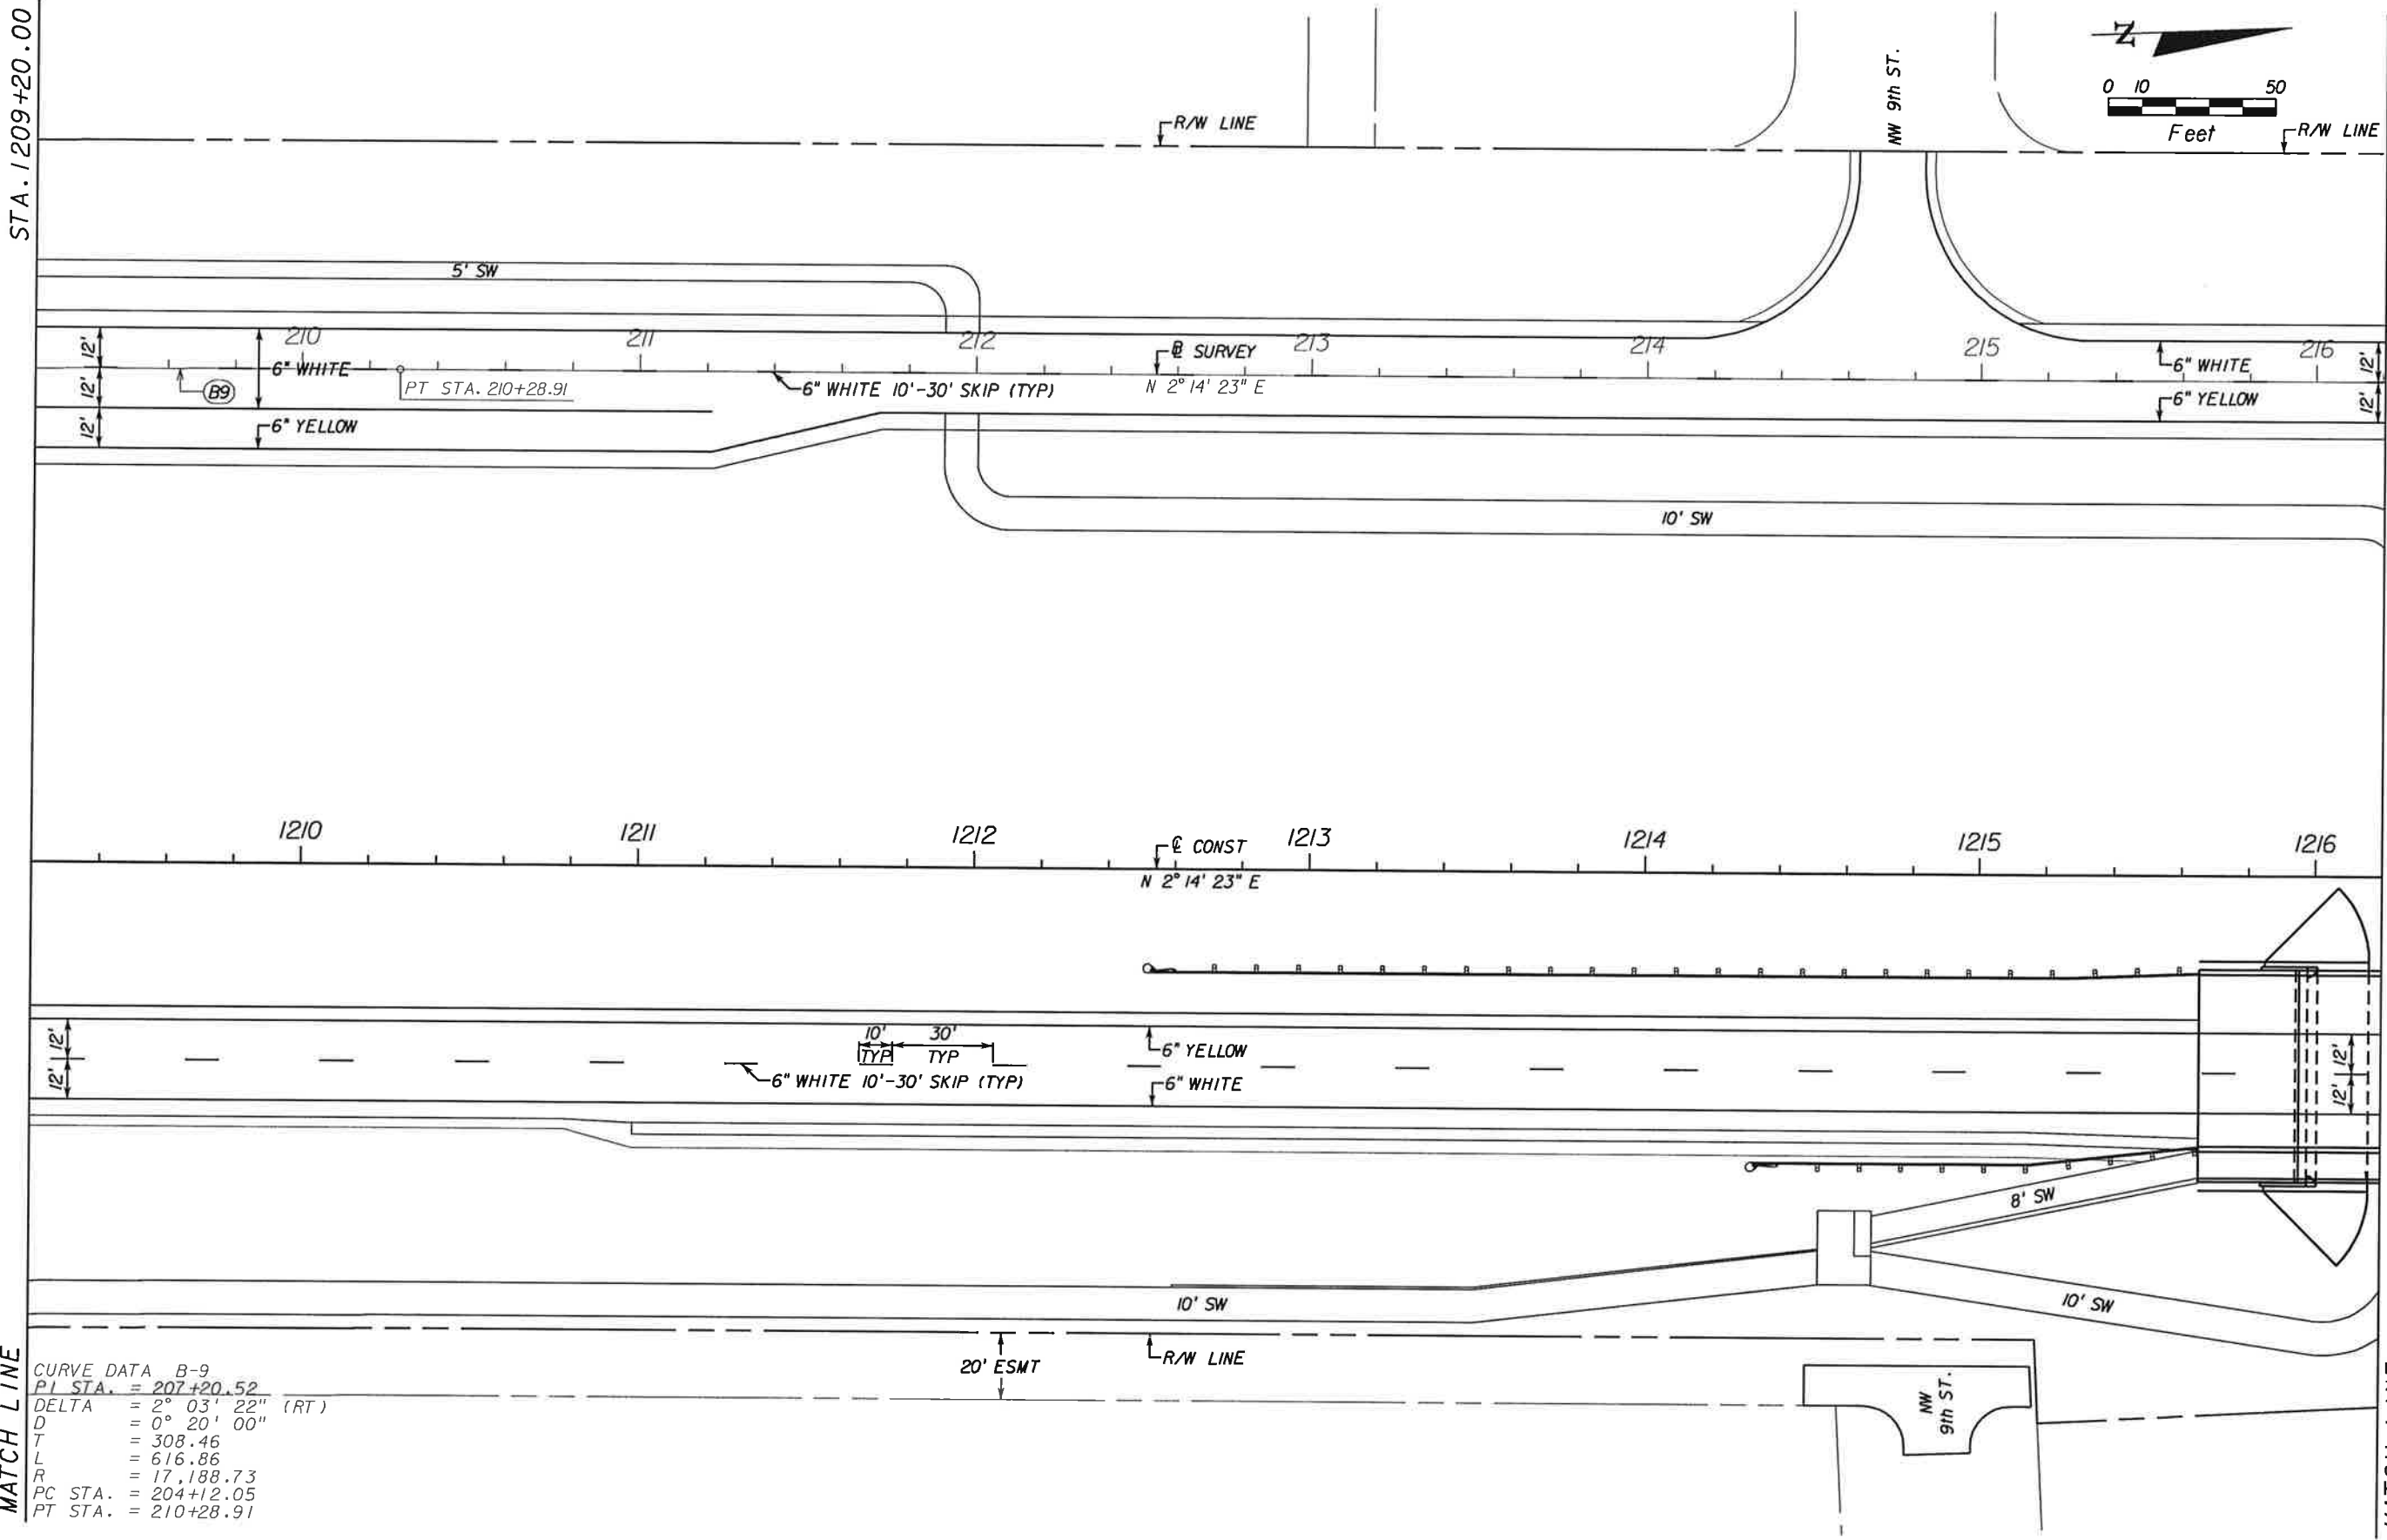 STA. 1209+20.00
N
0 10 50
Feet
R/W LINE
R/W LINE
NW 9th ST.
5' SW
210
211
212
213
214
215
216
12'
12'
12'
6" WHITE
B9
PT STA. 210+28.91
6" WHITE 10'-30' SKIP (TYP)
℄ SURVEY
N 2° 14' 23" E
6" WHITE
12'
6" YELLOW
12'
6" YELLOW
10' SW
1210
1211
1212
1213
1214
1215
1216
℄ CONST
N 2° 14' 23" E
12'
12'
10'
TYP
30'
TYP
6" WHITE 10'-30' SKIP (TYP)
6" YELLOW
6" WHITE
12'
12'
8' SW
10' SW
10' SW
20' ESMT
R/W LINE
NW
9th ST.
MATCH LINE
CURVE DATA B-9
PI STA. = 207+20.52
DELTA = 2° 03' 22" (RT)
D = 0° 20' 00"
T = 308.46
L = 616.86
R = 17,188.73
PC STA. = 204+12.05
PT STA. = 210+28.91